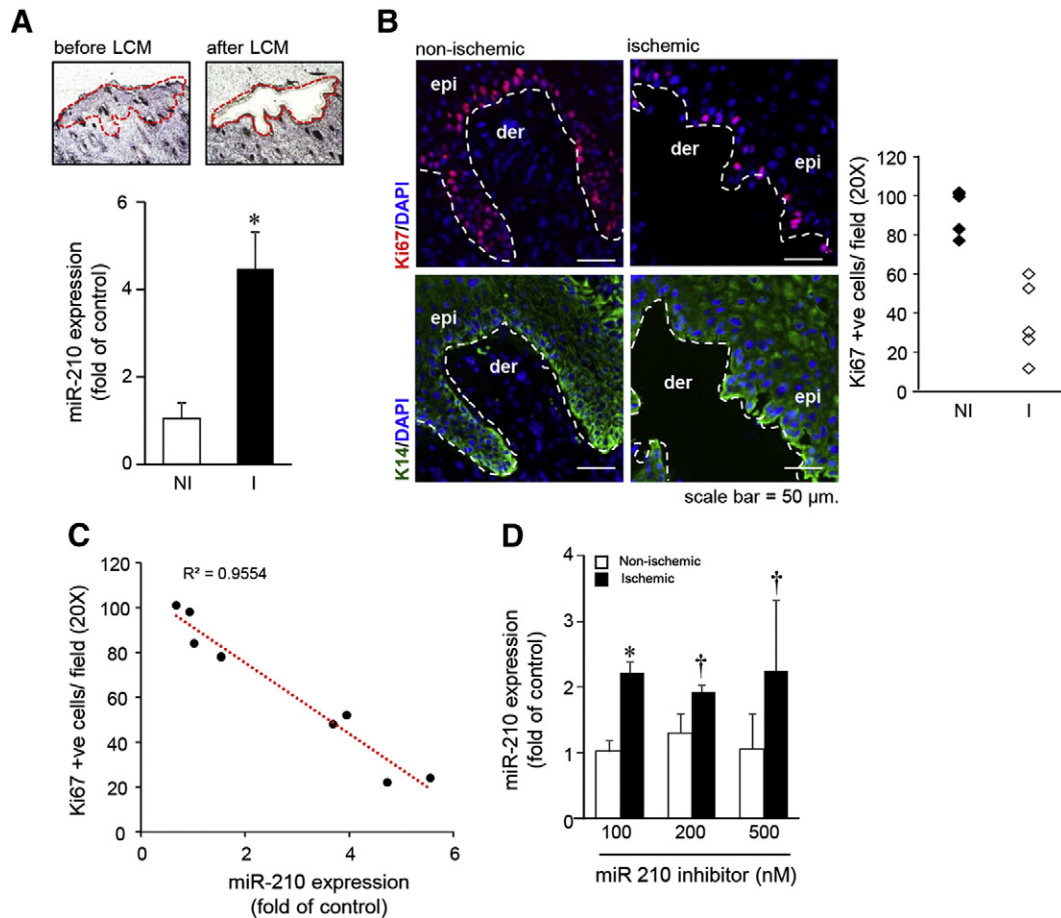 A
before LCM
after LCM
miR-210 expression
(fold of control)
6
4
2
0
*
NI
I
B
non-ischemic
ischemic
epi
der
der
epi
Ki67/DAPI
epi
der
der
epi
K14/DAPI
scale bar = 50 µm.
Ki67 +ve cells/ field (20X)
120
100
80
60
40
20
0
NI
I
C
R² = 0.9554
Ki67 +ve cells/ field (20X)
120
100
80
60
40
20
0
0
2
4
6
miR-210 expression
(fold of control)
D
Non-ischemic
Ischemic
miR-210 expression
(fold of control)
4
3
2
1
0
*
†
†
100
200
500
miR 210 inhibitor (nM)